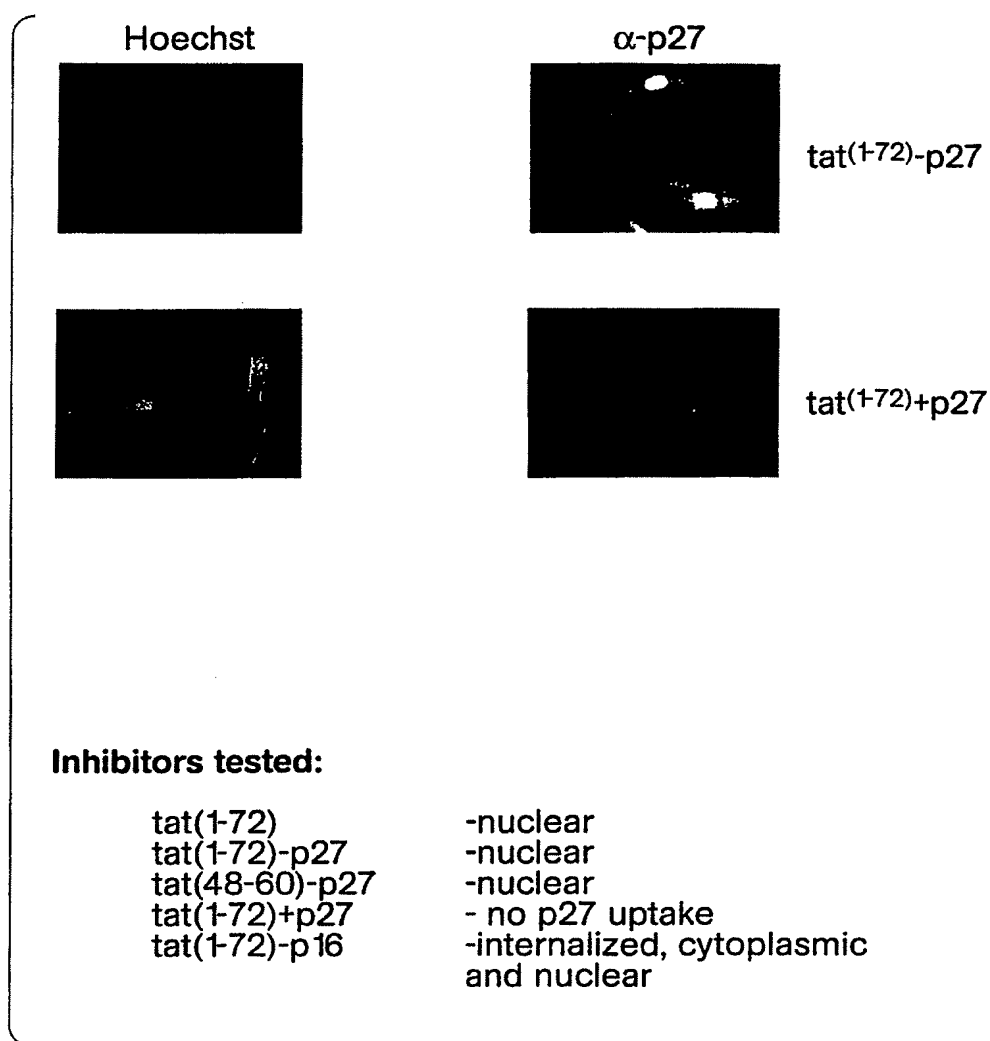 Hoechst α-p27
tat(1-72)-p27
tat(1-72)+p27
Inhibitors tested:
tat(1-72) -nuclear
tat(1-72)-p27 -nuclear
tat(48-60)-p27 -nuclear
tat(1-72)+p27 - no p27 uptake
tat(1-72)-p16 -internalized, cytoplasmic
and nuclear